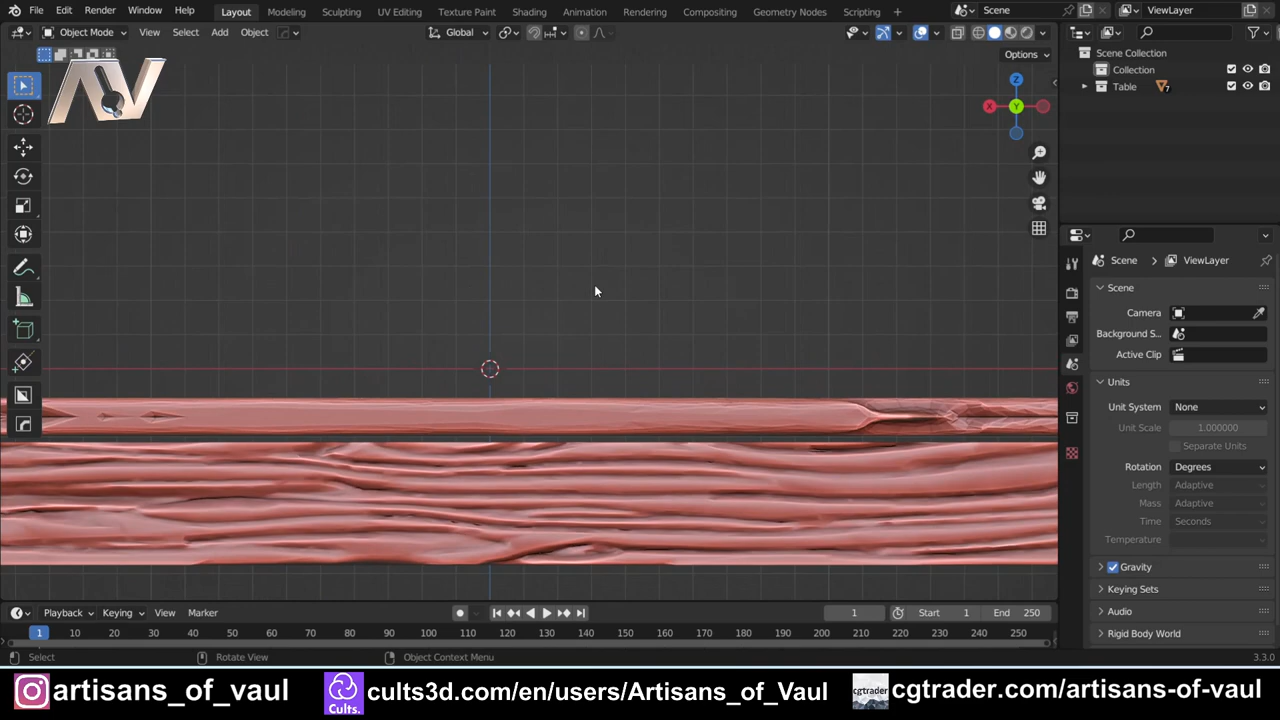 File Edit Render Window Help Layout Modeling Sculpting UV Editing Texture Paint Shading Animation Rendering Compositing Geometry Nodes Scripting + Scene ViewLayer
Object Mode View Select Add Object Global
Options
AV
X Y Z
Scene Collection
Collection
Table 7
Scene > ViewLayer
Scene
Camera
Background S...
Active Clip
Units
Unit System None
Unit Scale 1.000000
Separate Units
Rotation Degrees
Length Adaptive
Mass Adaptive
Time Seconds
Temperature
Gravity
Keying Sets
Audio
Rigid Body World
Playback Keying View Marker 1 Start 1 End 250
1 10 20 30 40 50 60 70 80 90 100 110 120 130 140 150 160 170 180 190 200 210 220 230 240 250
Select Rotate View Object Context Menu 3.3.0
artisans_of_vaul Cults. cults3d.com/en/users/Artisans_of_Vaul cgtrader cgtrader.com/artisans-of-vaul